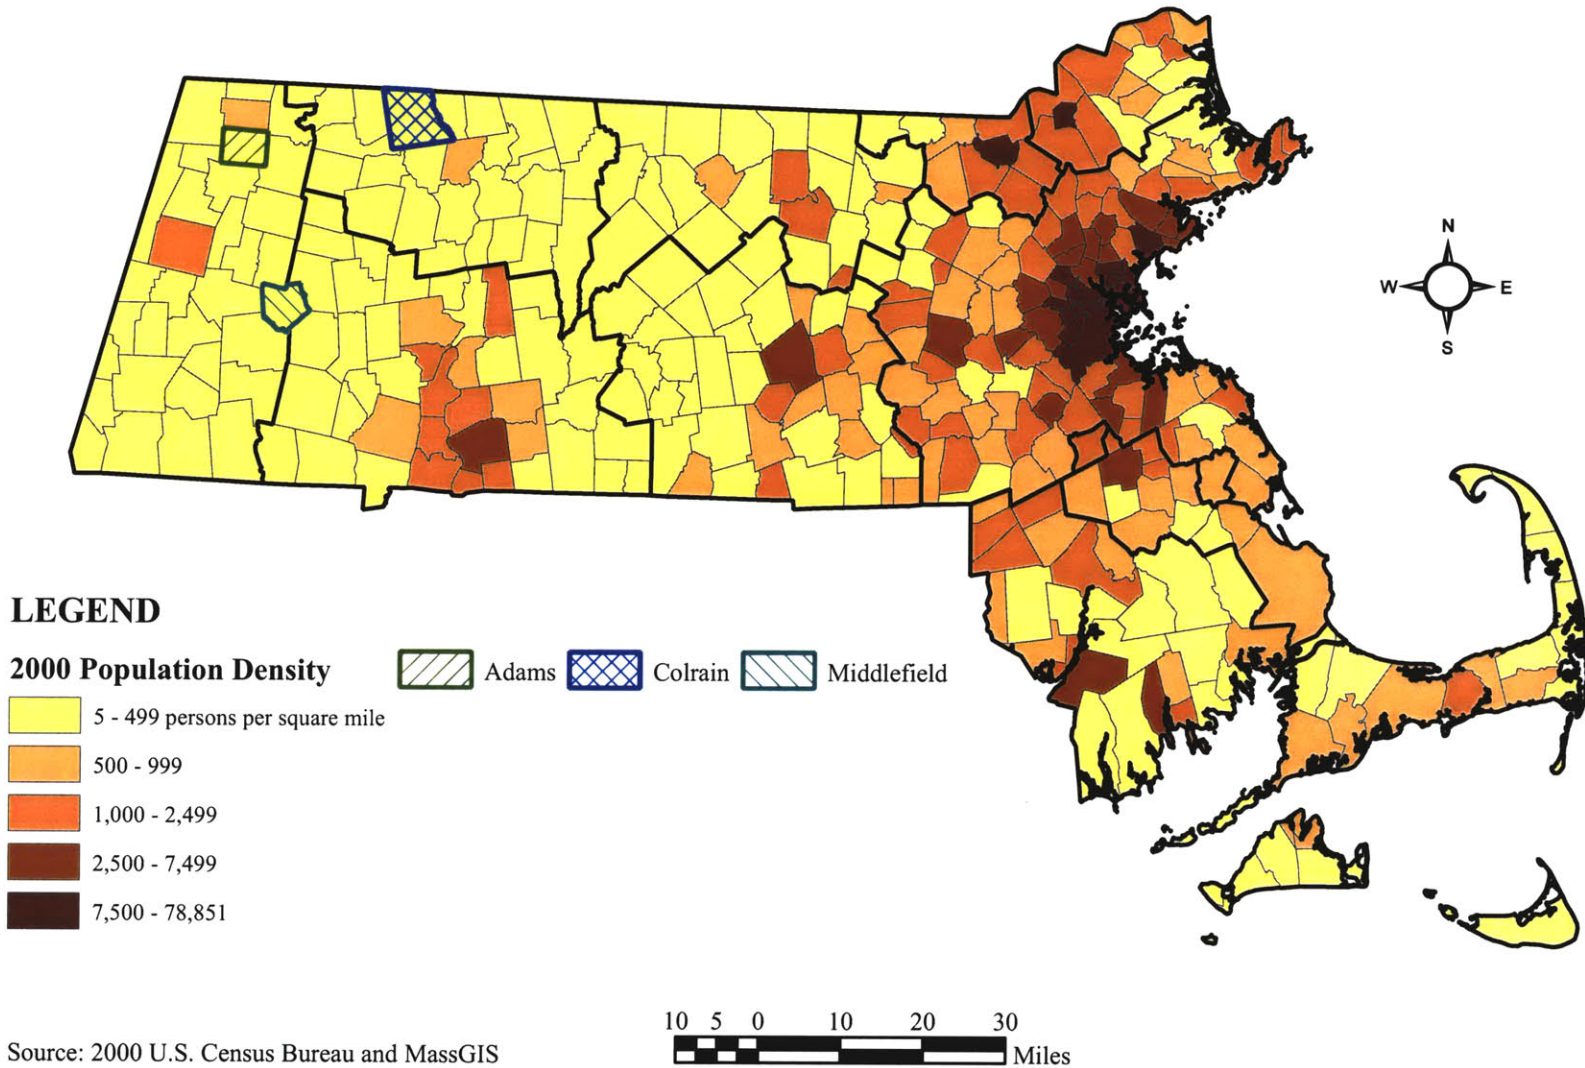 N
W E
S
LEGEND
2000 Population Density
Adams Colrain Middlefield
5 - 499 persons per square mile
500 - 999
1,000 - 2,499
2,500 - 7,499
7,500 - 78,851
10 5 0 10 20 30
Miles
Source: 2000 U.S. Census Bureau and MassGIS